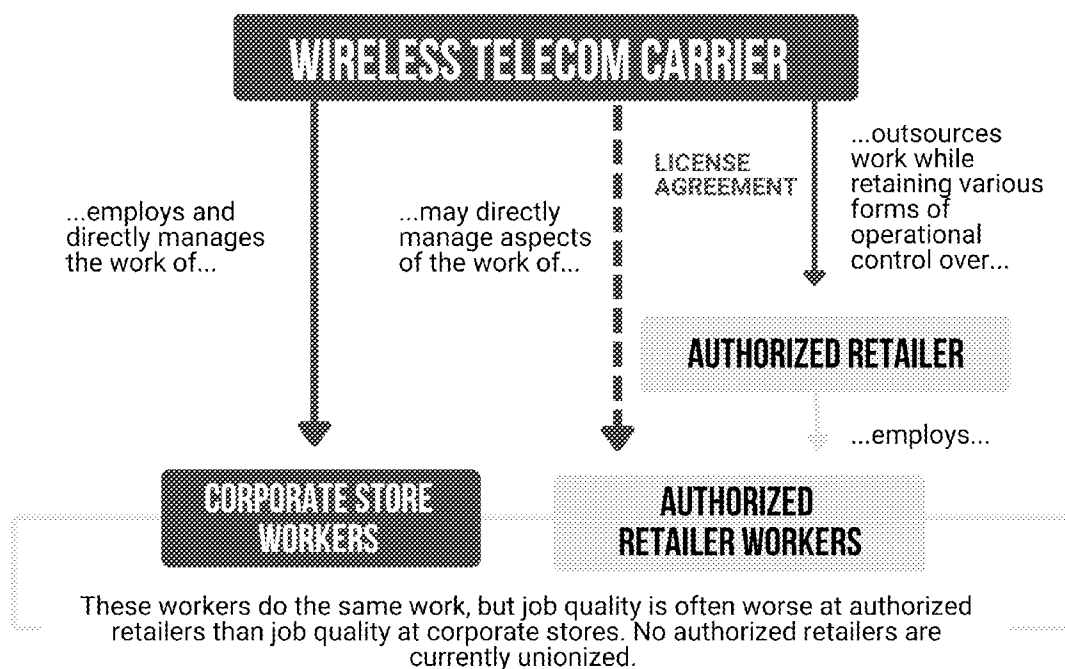 WIRELESS TELECOM CARRIER
...employs and
directly manages
the work of...
...may directly
manage aspects
of the work of...
LICENSE
AGREEMENT
...outsources
work while
retaining various
forms of
operational
control over...
AUTHORIZED RETAILER
...employs...
CORPORATE STORE
WORKERS
AUTHORIZED
RETAILER WORKERS
These workers do the same work, but job quality is often worse at authorized
retailers than job quality at corporate stores. No authorized retailers are
currently unionized.